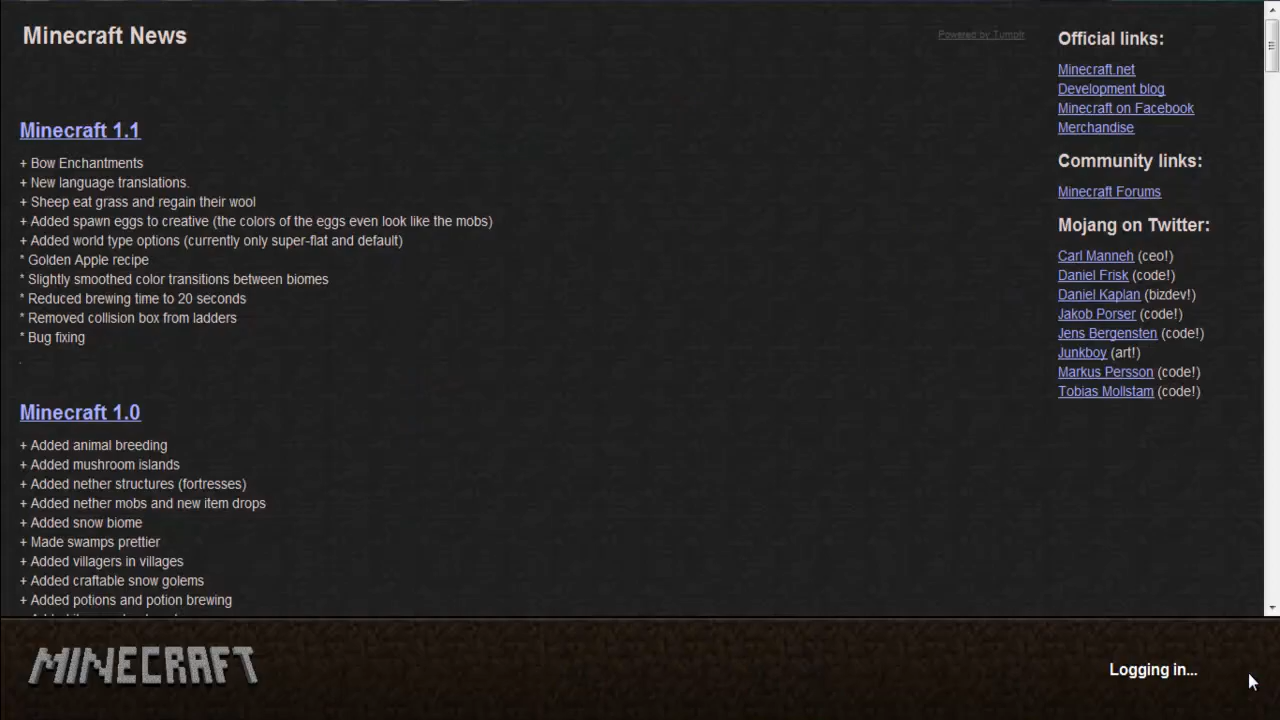 Minecraft News
Powered by Tumblr
Minecraft 1.1
+ Bow Enchantments
+ New language translations.
+ Sheep eat grass and regain their wool
+ Added spawn eggs to creative (the colors of the eggs even look like the mobs)
+ Added world type options (currently only super-flat and default)
* Golden Apple recipe
* Slightly smoothed color transitions between biomes
* Reduced brewing time to 20 seconds
* Removed collision box from ladders
* Bug fixing
Minecraft 1.0
+ Added animal breeding
+ Added mushroom islands
+ Added nether structures (fortresses)
+ Added nether mobs and new item drops
+ Added snow biome
+ Made swamps prettier
+ Added villagers in villages
+ Added craftable snow golems
+ Added potions and potion brewing
Official links:
Minecraft.net
Development blog
Minecraft on Facebook
Merchandise
Community links:
Minecraft Forums
Mojang on Twitter:
Carl Manneh (ceo!)
Daniel Frisk (code!)
Daniel Kaplan (bizdev!)
Jakob Porser (code!)
Jens Bergensten (code!)
Junkboy (art!)
Markus Persson (code!)
Tobias Mollstam (code!)
MINECRAFT
Logging in...